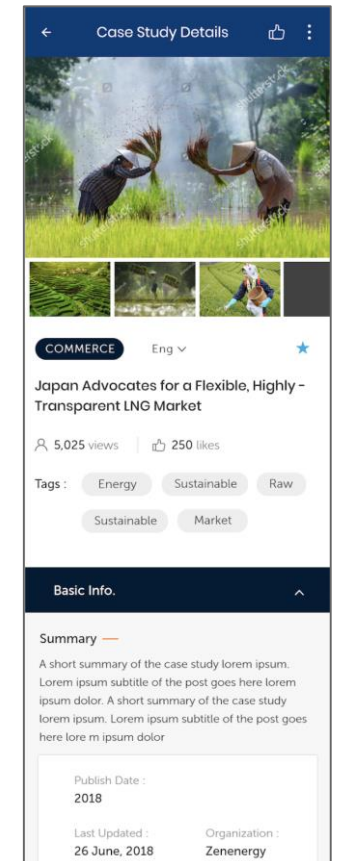 Case Study Details
shutterstock
shutterstock
COMMERCE
Eng
Japan Advocates for a Flexible, Highly -
Transparent LNG Market
5,025 views
250 likes
Tags :
Energy
Sustainable
Raw
Sustainable
Market
Basic Info.
Summary
A short summary of the case study lorem ipsum.
Lorem ipsum subtitle of the post goes here lorem
ipsum dolor. A short summary of the case study
lorem ipsum. Lorem ipsum subtitle of the post goes
here lore m ipsum dolor
Publish Date :
2018
Last Updated :
Organization :
26 June, 2018
Zenenergy